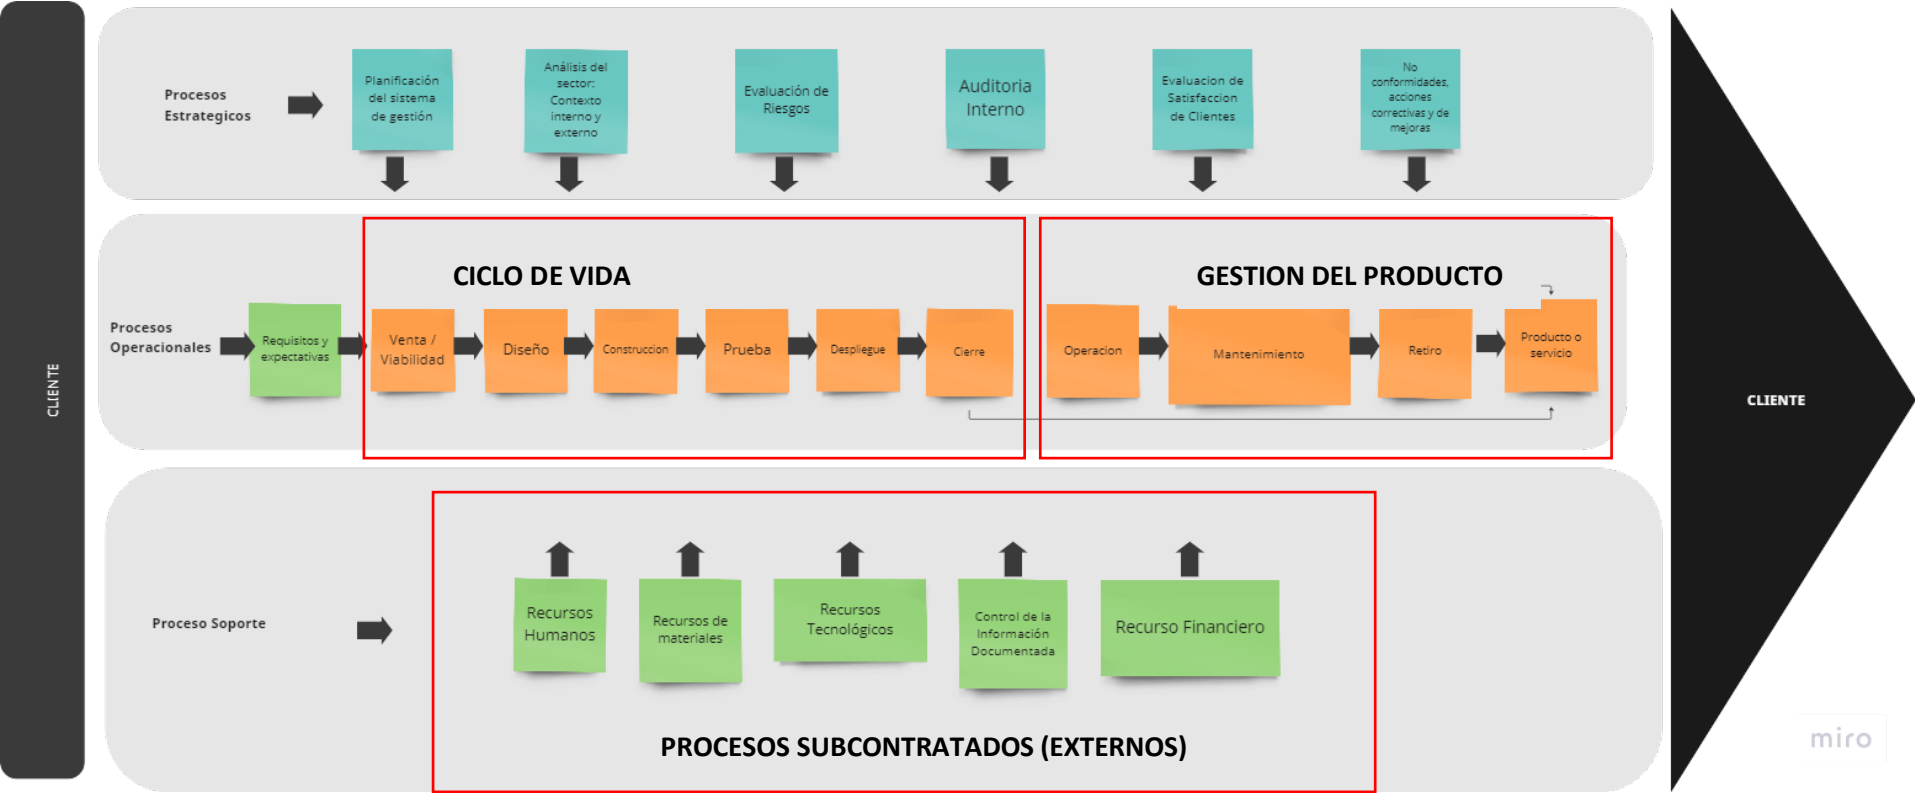 CLIENTE
Procesos
Estrategicos
Planificación
del sistema
de gestión
Análisis del
sector:
Contexto
interno y
externo
Evaluación de
Riesgos
Auditoria
Interno
Evaluacion de
Satisfaccion
de Clientes
No
conformidades,
acciones
correctivas y de
mejoras
CICLO DE VIDA
GESTION DEL PRODUCTO
Procesos
Operacionales
Requisitos y
expectativas
Venta /
Viabilidad
Diseño
Construccion
Prueba
Despliegue
Cierre
Operacion
Mantenimiento
Retiro
Producto o
servicio
CLIENTE
Proceso Soporte
Recursos
Humanos
Recursos de
materiales
Recursos
Tecnológicos
Control de la
Información
Documentada
Recurso Financiero
PROCESOS SUBCONTRATADOS (EXTERNOS)
miro